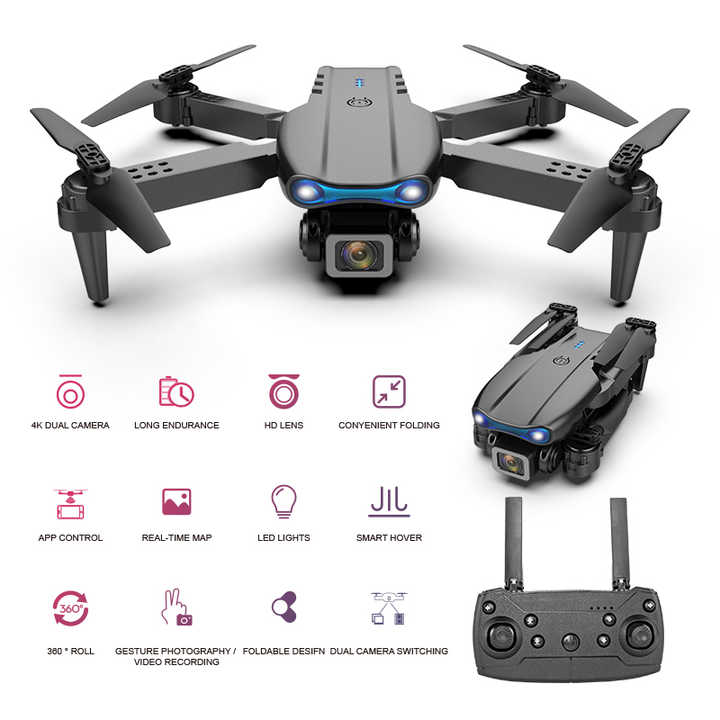 4K DUAL CAMERA
LONG ENDURANCE
HD LENS
CONVENIENT FOLDING
APP CONTROL
REAL-TIME MAP
LED LIGHTS
SMART HOVER
360°
360 ° ROLL
GESTURE PHOTOGRAPHY /
VIDEO RECORDING
FOLDABLE DESIFN
DUAL CAMERA SWITCHING